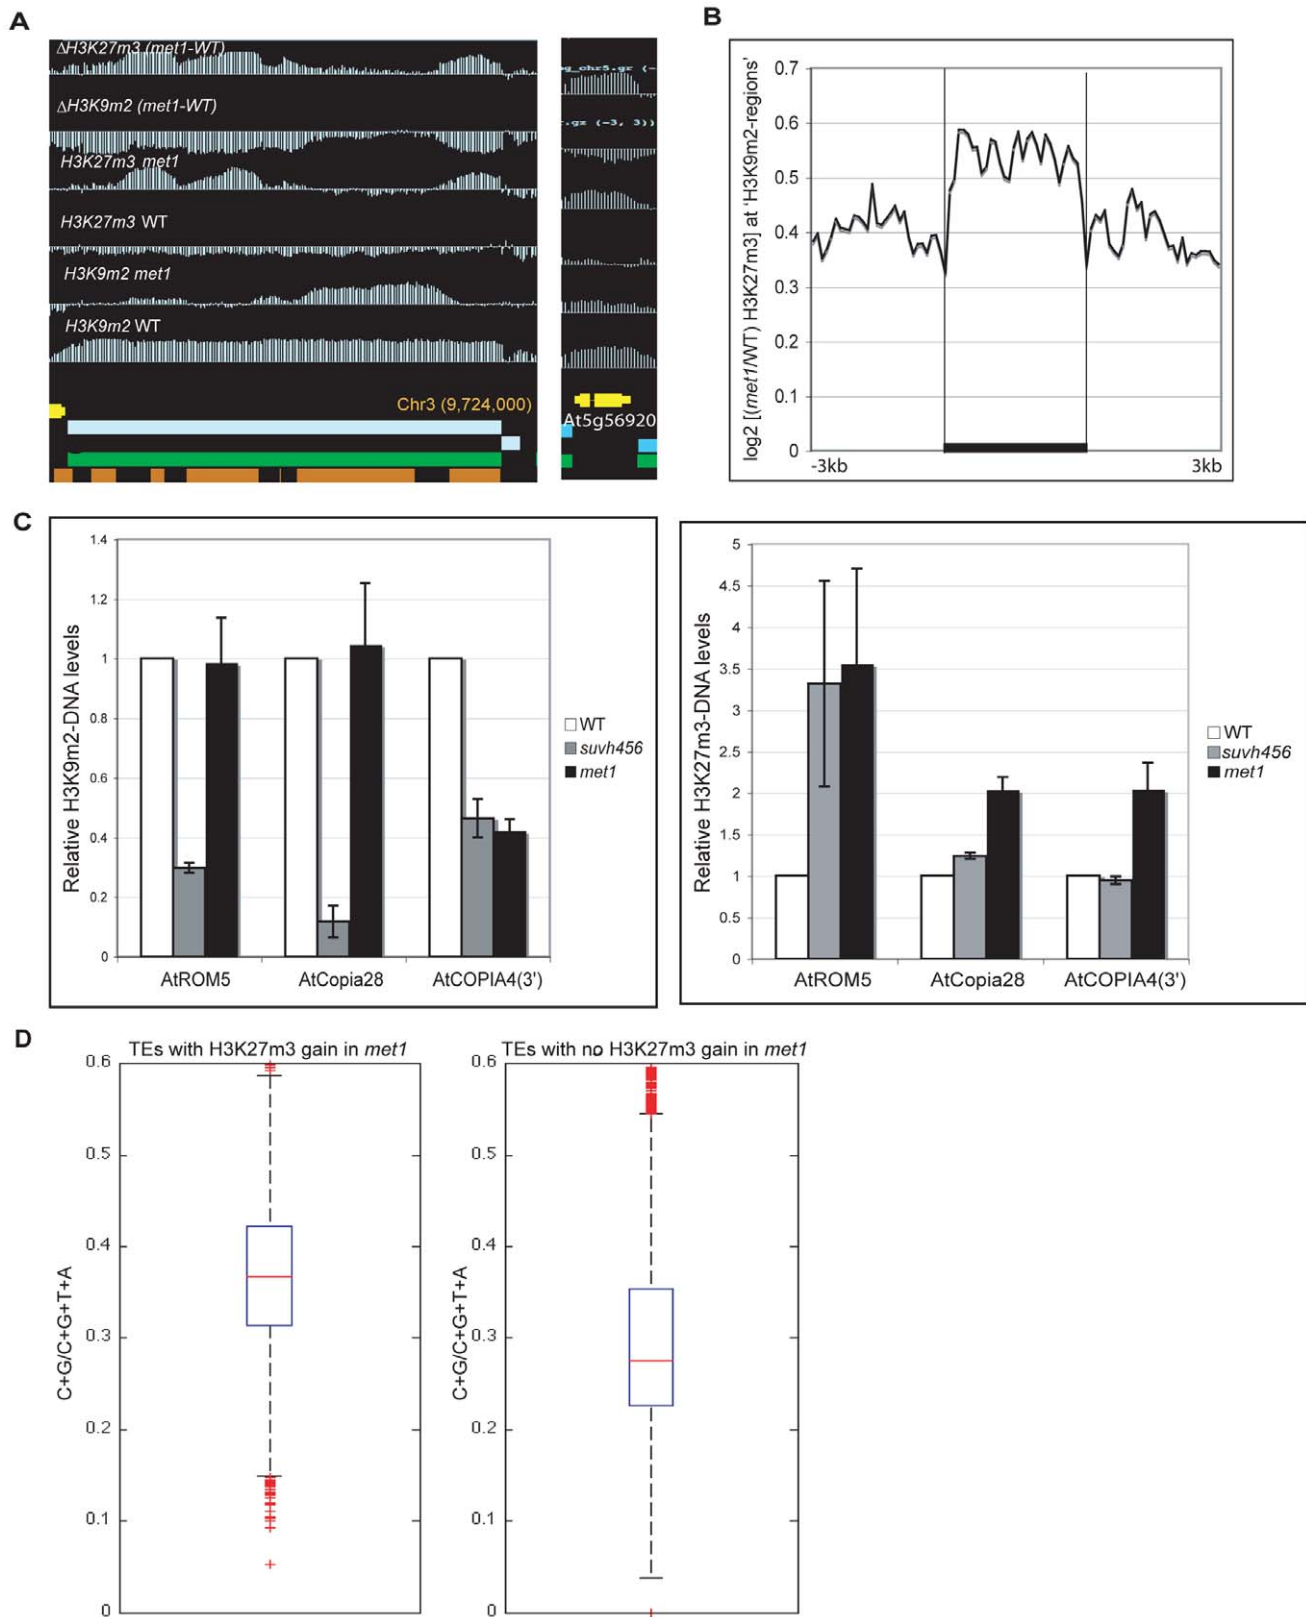 A
ΔH3K27m3 (met1-WT)
ΔH3K9m2 (met1-WT)
H3K27m3 met1
H3K27m3 WT
H3K9m2 met1
H3K9m2 WT
Chr3 (9,724,000)
g_chr5.gr (-
r.gz (-3, 3))
At5g56920
B
log2 [(met1/WT) H3K27m3] at 'H3K9m2-regions'
0.7
0.6
0.5
0.4
0.3
0.2
0.1
0
-3kb
3kb
C
Relative H3K9m2-DNA levels
1.4
1.2
1
0.8
0.6
0.4
0.2
0
AtROM5
AtCopia28
AtCOPIA4(3')
WT
suvh456
met1
Relative H3K27m3-DNA levels
5
4.5
4
3.5
3
2.5
2
1.5
1
0.5
0
AtROM5
AtCopia28
AtCOPIA4(3')
WT
suvh456
met1
D
TEs with H3K27m3 gain in met1
C+G/C+G+T+A
0.6
0.5
0.4
0.3
0.2
0.1
0
TEs with no H3K27m3 gain in met1
C+G/C+G+T+A
0.6
0.5
0.4
0.3
0.2
0.1
0